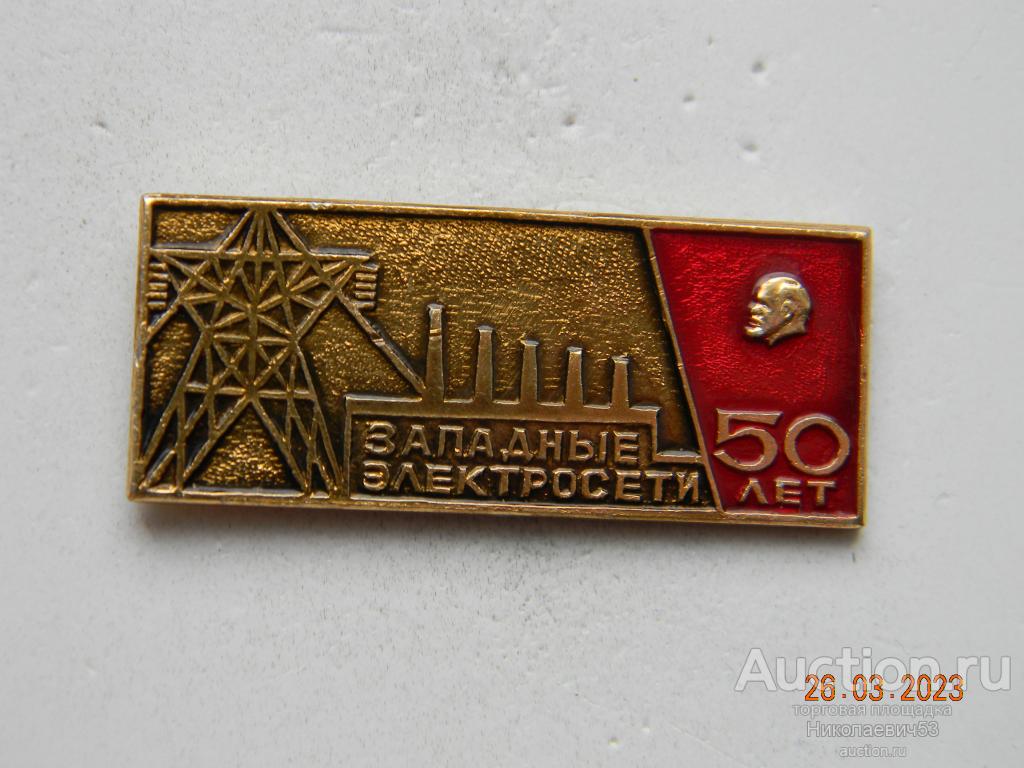 ЗАПАДНЫЕ
ЭЛЕКТРОСЕТИ
50
ЛЕТ
Auction.ru
26.03.2023
торговая площадка
Николаевич53
auction.ru